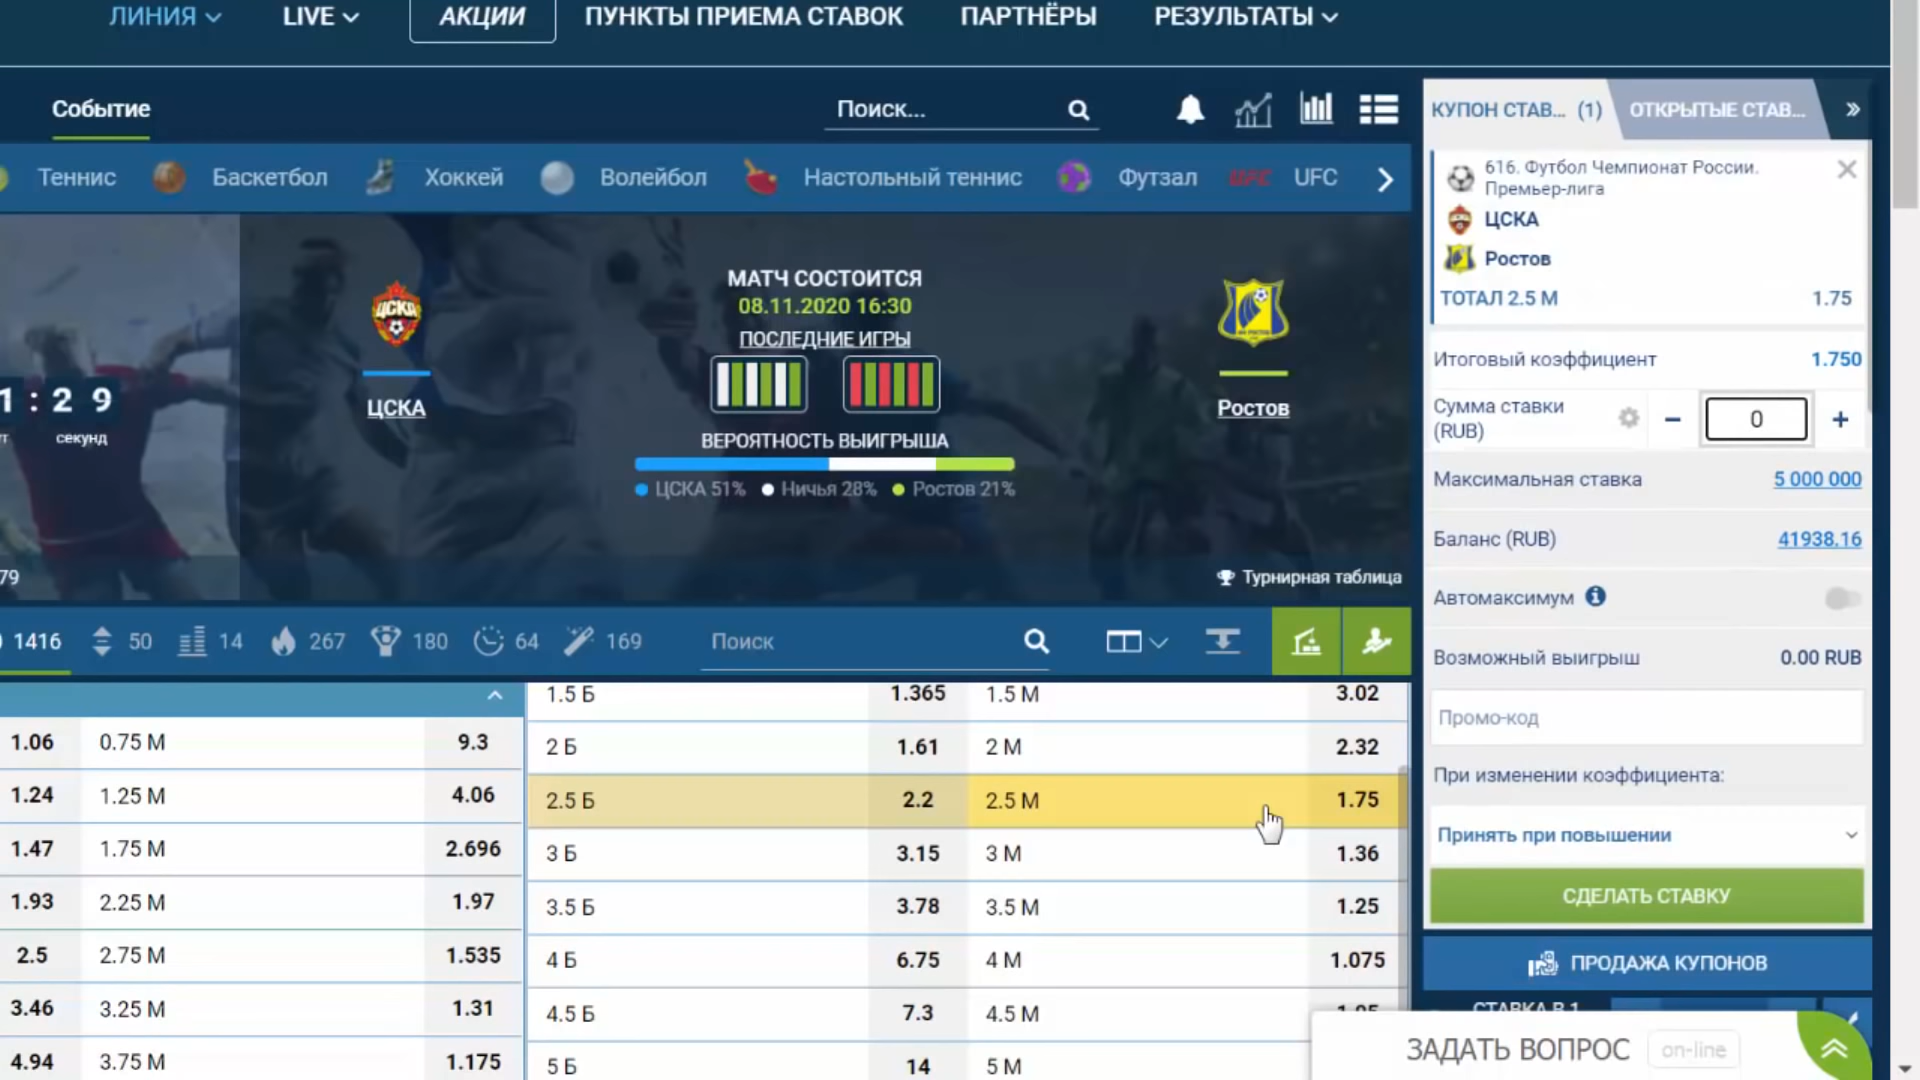 ЛИНИЯ LIVE АКЦИИ ПУНКТЫ ПРИЕМА СТАВОК ПАРТНЁРЫ РЕЗУЛЬТАТЫ
Событие
Поиск...
КУПОН СТАВ... (1) ОТКРЫТЫЕ СТАВ...
Теннис Баскетбол Хоккей Волейбол Настольный теннис Футзал UFC UFC
616. Футбол Чемпионат России.
Премьер-лига
ЦСКА
Ростов
ТОТАЛ 2.5 М 1.75
Итоговый коэффициент 1.750
Сумма ставки
(RUB)
0
Максимальная ставка 5 000 000
Баланс (RUB) 41938.16
Автомаксимум
Возможный выигрыш 0.00 RUB
Промо-код
При изменении коэффициента:
Принять при повышении
СДЕЛАТЬ СТАВКУ
ПРОДАЖА КУПОНОВ
1 : 2 9
секунд
79
ЦСКА
МАТЧ СОСТОИТСЯ
08.11.2020 16:30
ПОСЛЕДНИЕ ИГРЫ
ВЕРОЯТНОСТЬ ВЫИГРЫША
ЦСКА 51% Ничья 28% Ростов 21%
ЦСКА
Ростов
Турнирная таблица
1416 50 14 267 180 64 169 Поиск
1.06 0.75 М 9.3
1.24 1.25 М 4.06
1.47 1.75 М 2.696
1.93 2.25 М 1.97
2.5 2.75 М 1.535
3.46 3.25 М 1.31
4.94 3.75 М 1.175
1.5 Б 1.365 1.5 М 3.02
2 Б 1.61 2 М 2.32
2.5 Б 2.2 2.5 М 1.75
3 Б 3.15 3 М 1.36
3.5 Б 3.78 3.5 М 1.25
4 Б 6.75 4 М 1.075
4.5 Б 7.3 4.5 М
5 Б 14 5 М
ЗАДАТЬ ВОПРОС on-line